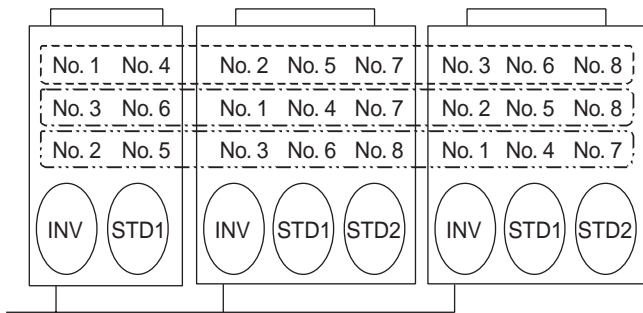 No. 1 No. 4 No. 2 No. 5 No. 7 No. 3 No. 6 No. 8
No. 3 No. 6 No. 1 No. 4 No. 7 No. 2 No. 5 No. 8
No. 2 No. 5 No. 3 No. 6 No. 8 No. 1 No. 4 No. 7
INV STD1 INV STD1 STD2 INV STD1 STD2